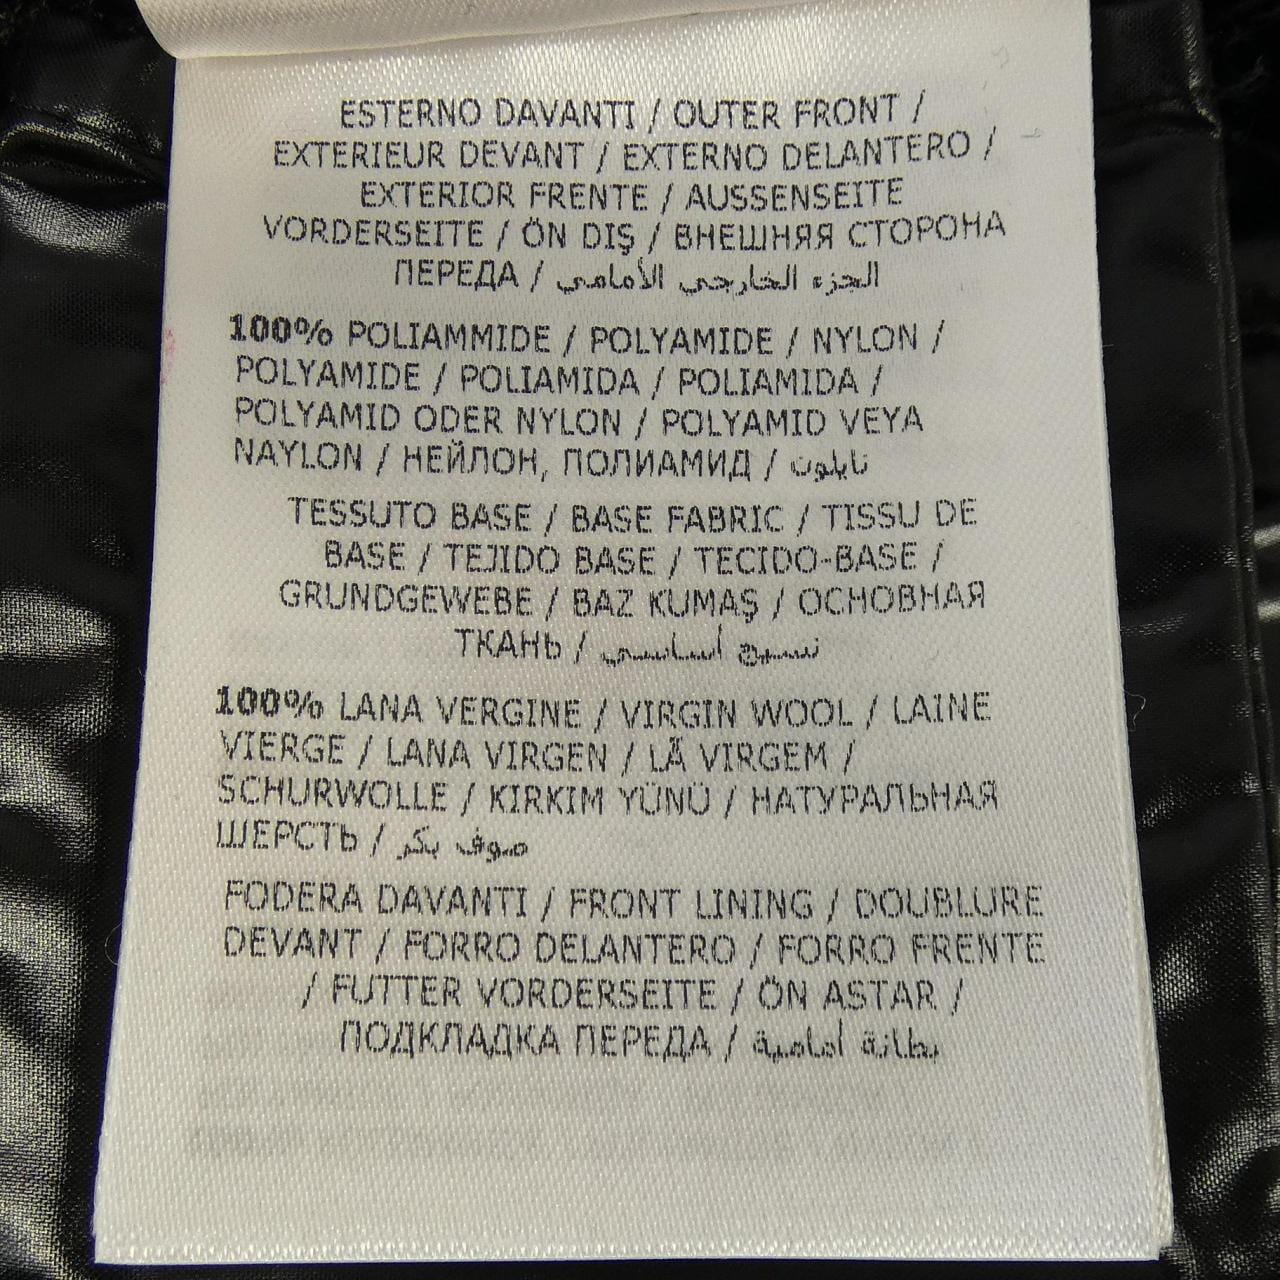 ESTERNO DAVANTI / OUTER FRONT /
EXTERIEUR DEVANT / EXTERNO DELANTERO /
EXTERIOR FRENTE / AUSSENSEITE
VORDERSEITE / ÖN DIŞ / ВНЕШНЯЯ СТОРОНА
ПЕРЕДА / الجزء الخارجي الأمامي
100% POLIAMMIDE / POLYAMIDE / NYLON /
POLYAMIDE / POLIAMIDA / POLIAMIDA /
POLYAMID ODER NYLON / POLYAMID VEYA
NAYLON / НЕЙЛОН, ПОЛИАМИД / نايلون
TESSUTO BASE / BASE FABRIC / TISSU DE
BASE / TEJIDO BASE / TECIDO-BASE /
GRUNDGEWEBE / BAZ KUMAŞ / ОСНОВНАЯ
ТКАНЬ / نسيج أساسي
100% LANA VERGINE / VIRGIN WOOL / LAINE
VIERGE / LANA VIRGEN / LÃ VIRGEM /
SCHURWOLLE / KIRKIM YÜNÜ / НАТУРАЛЬНАЯ
ШЕРСТЬ / صوف بكر
FODERA DAVANTI / FRONT LINING / DOUBLURE
DEVANT / FORRO DELANTERO / FORRO FRENTE
/ FUTTER VORDERSEITE / ÖN ASTAR /
ПОДКЛАДКА ПЕРЕДА / بطانة أمامية